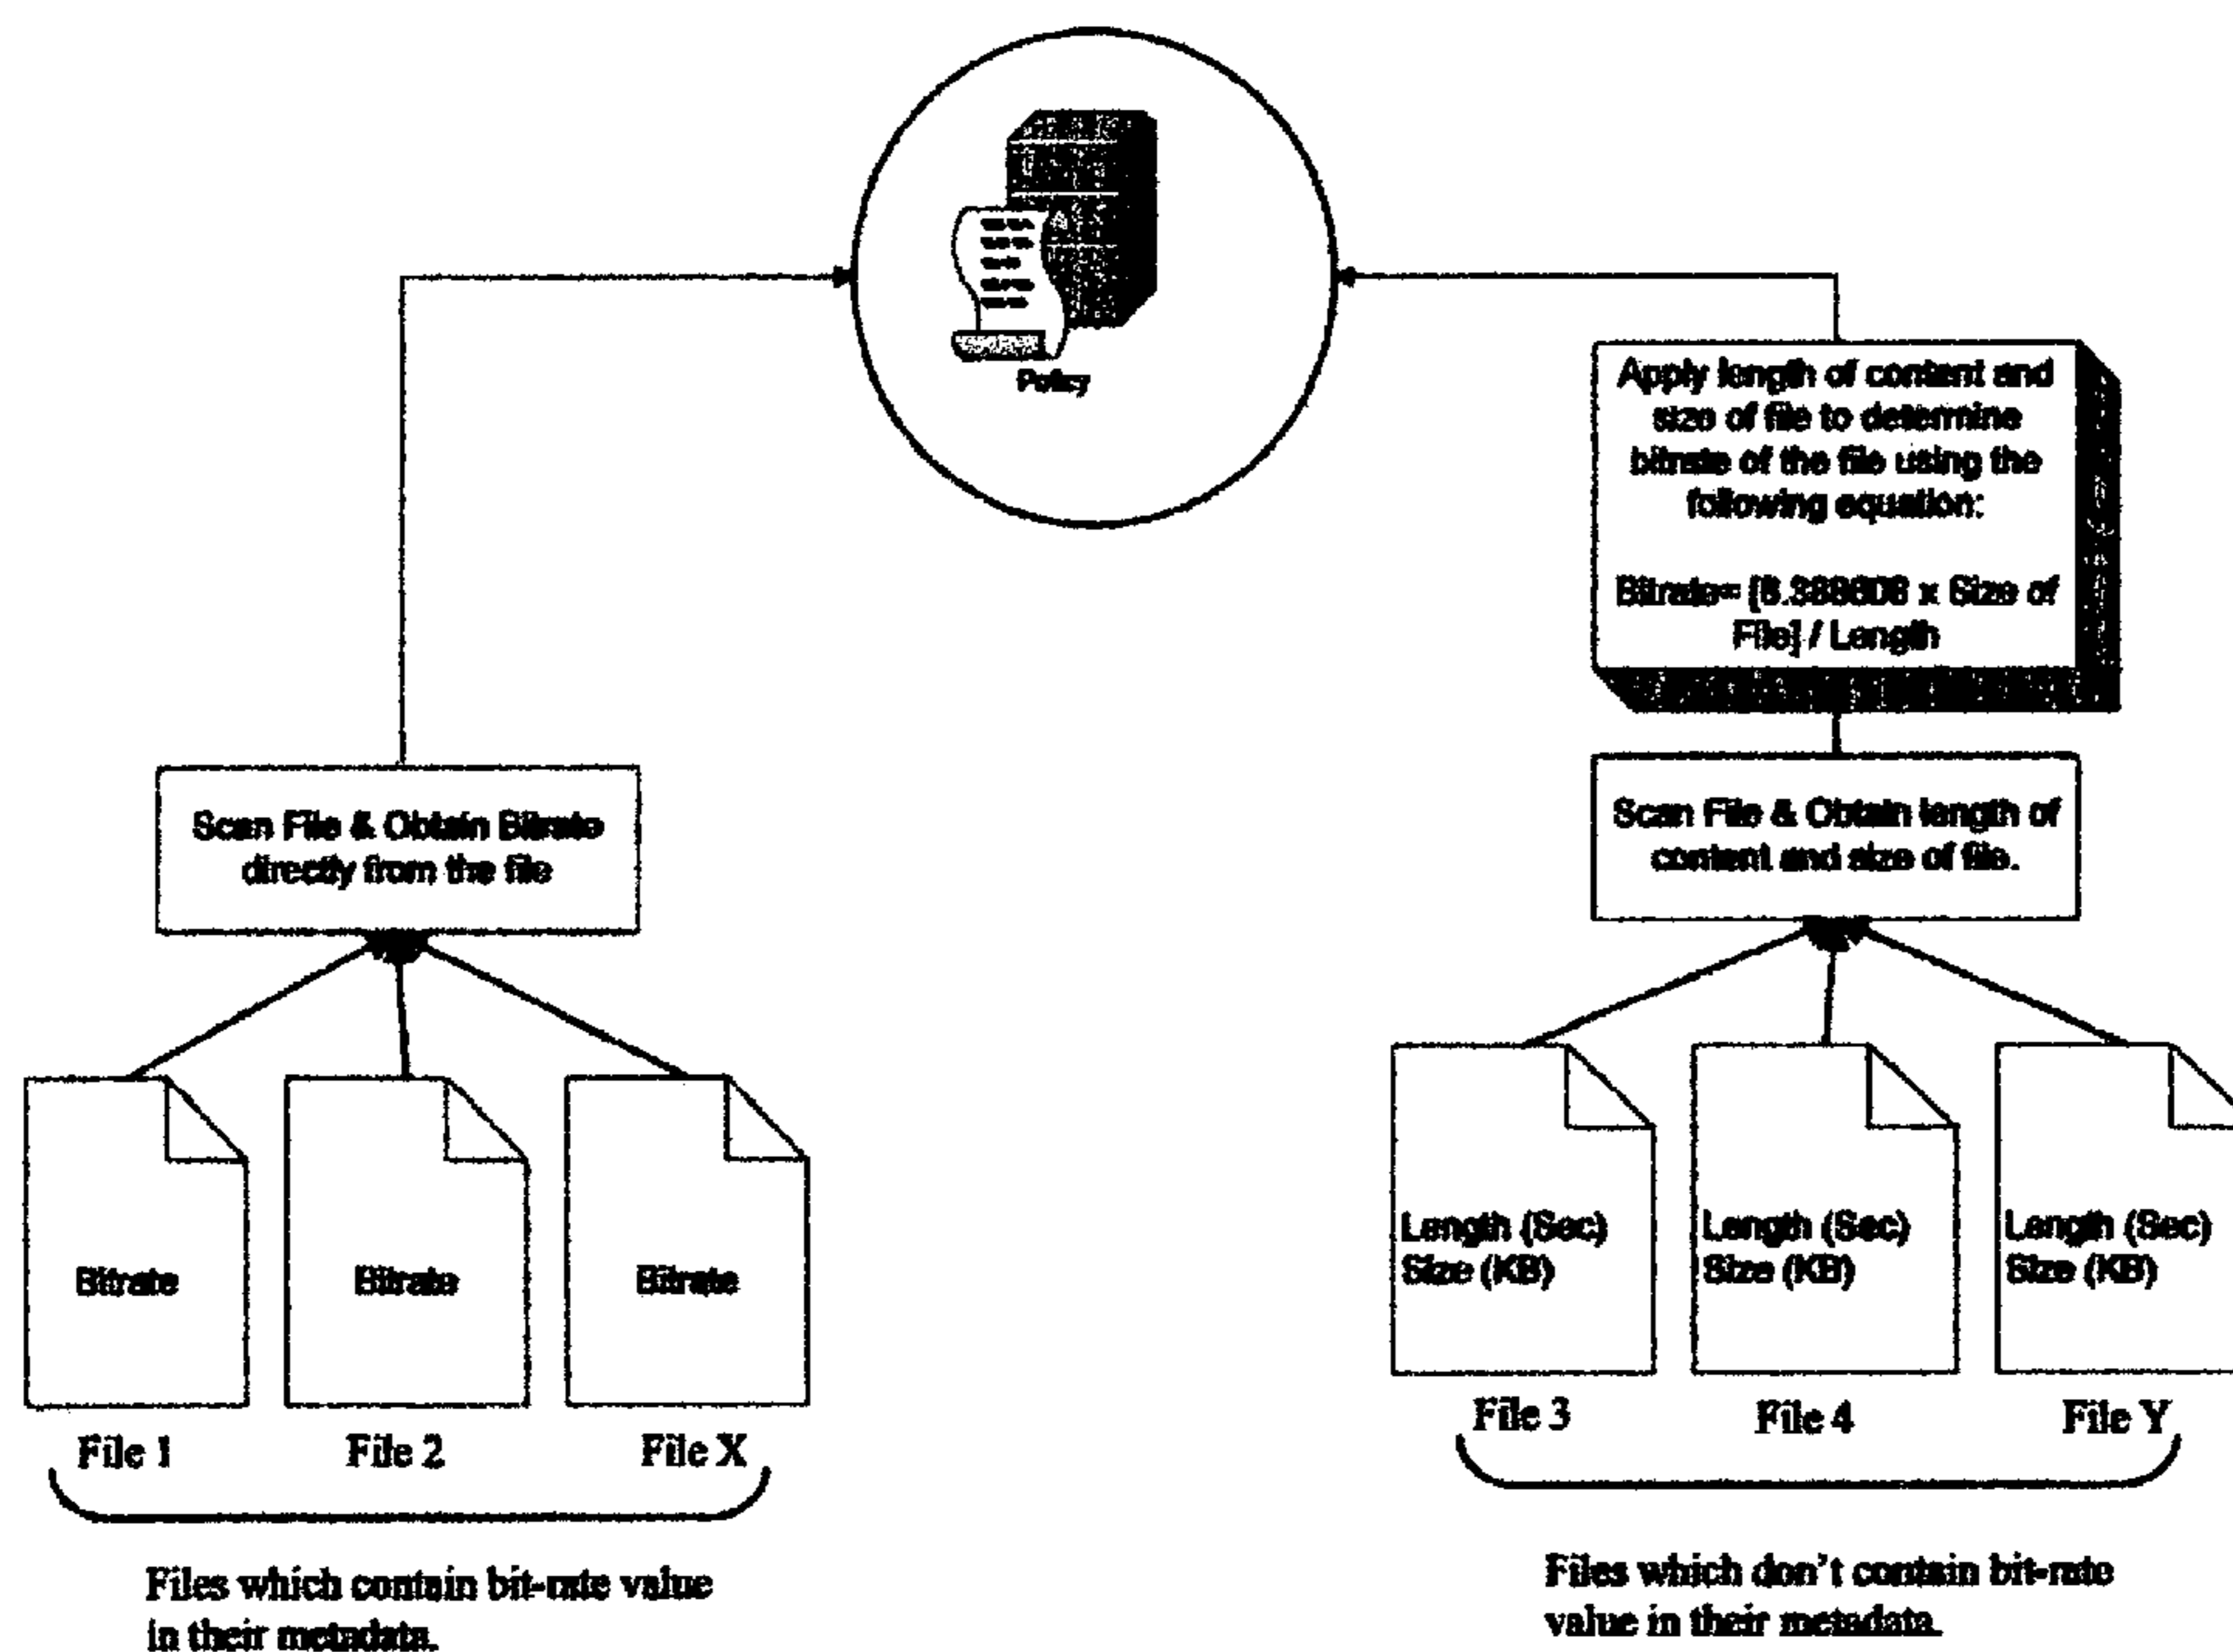 Policy
Apply length of content and
size of file to determine
bitrate of the file using the
following equation:
Bitrate= x Size of
File] / Length
Scan File & Obtain Bitrate
directly from the file
Scan File & Obtain length of
content and size of file.
Bitrate
Bitrate
Bitrate
Length (Sec)
Size (KB)
Length (Sec)
Size (KB)
Length (Sec)
Size (KB)
File 1
File 2
File X
File 3
File 4
File Y
Files which contain bit-rate value
in their metadata.
Files which don't contain bit-rate
value in their metadata.